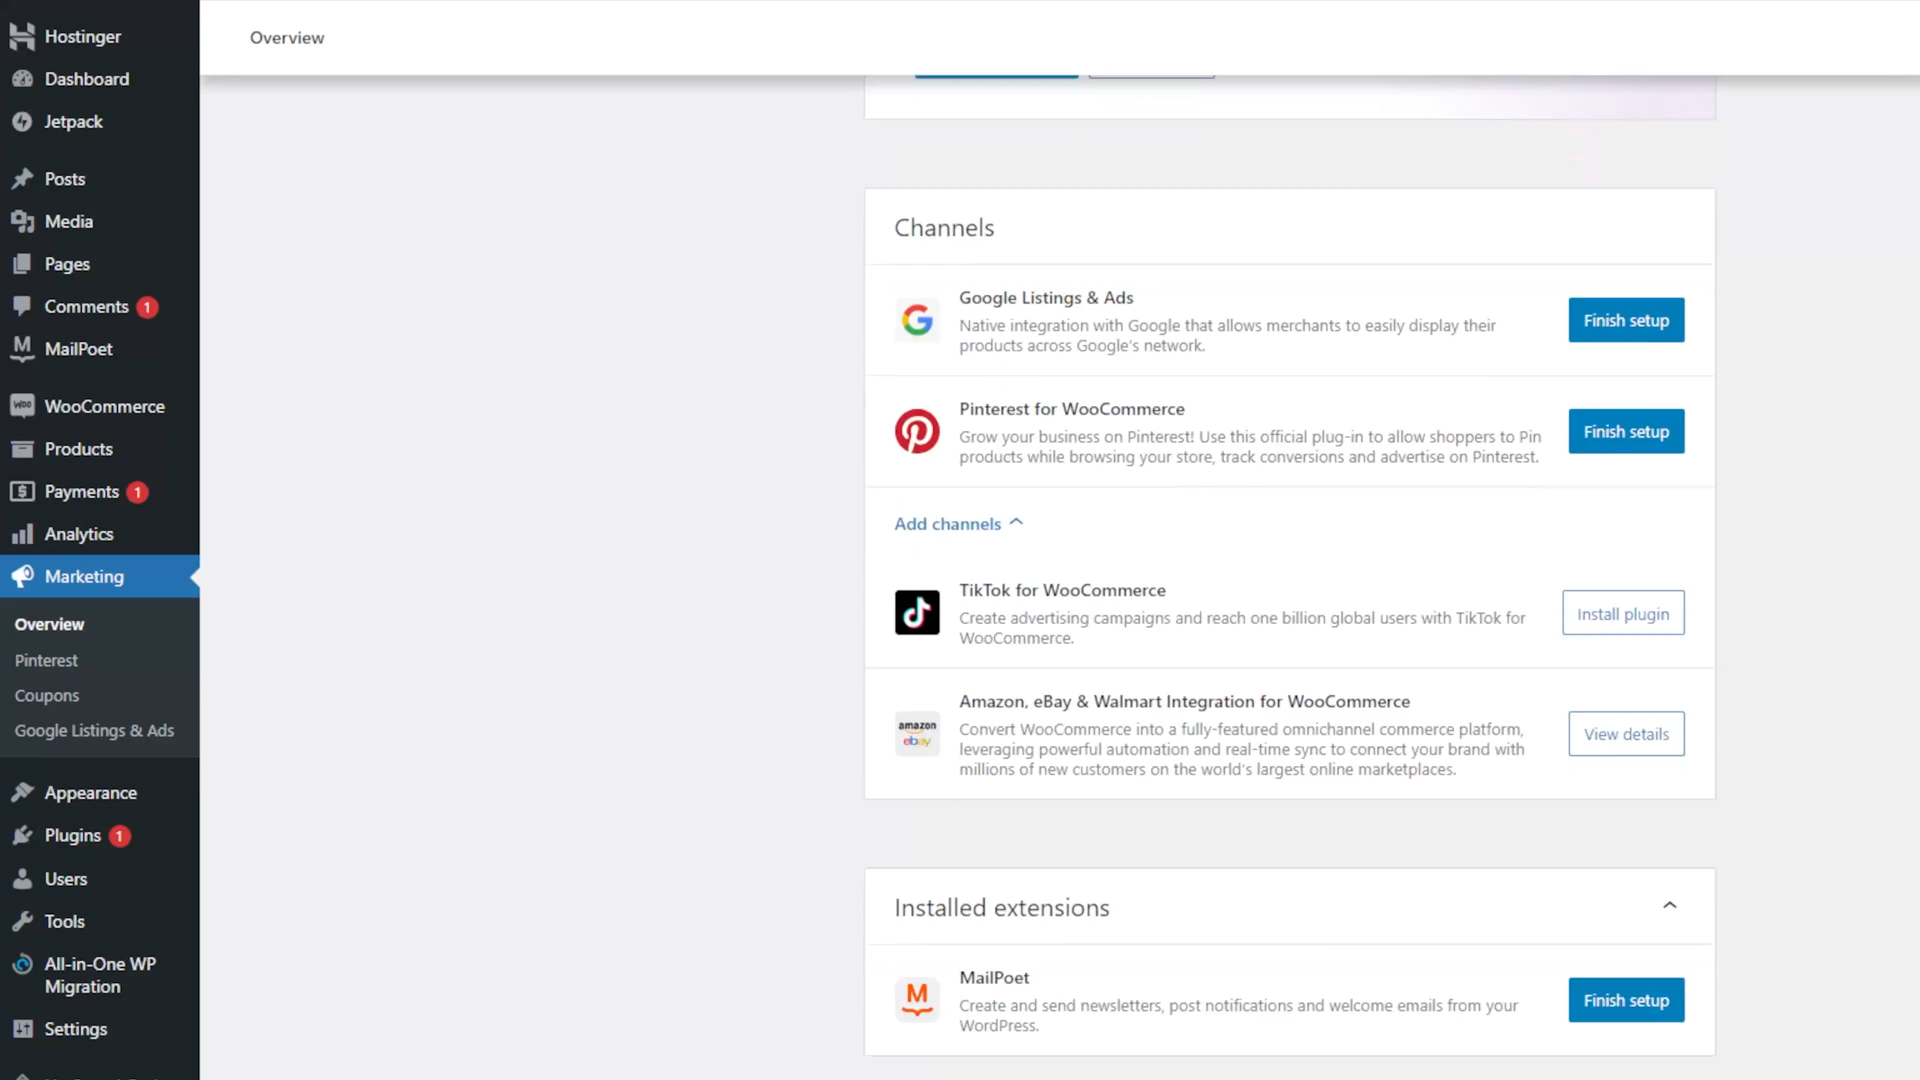 Hostinger
Dashboard
Jetpack
Posts
Media
Pages
Comments 1
MailPoet
WooCommerce
Products
Payments 1
Analytics
Marketing
Overview
Pinterest
Coupons
Google Listings & Ads
Appearance
Plugins 1
Users
Tools
All-in-One WP
Migration
Settings
Overview
Channels
Google Listings & Ads
Native integration with Google that allows merchants to easily display their
products across Google's network.
Finish setup
Pinterest for WooCommerce
Grow your business on Pinterest! Use this official plug-in to allow shoppers to Pin
products while browsing your store, track conversions and advertise on Pinterest.
Finish setup
Add channels
TikTok for WooCommerce
Create advertising campaigns and reach one billion global users with TikTok for
WooCommerce.
Install plugin
amazon
ebay
Amazon, eBay & Walmart Integration for WooCommerce
Convert WooCommerce into a fully-featured omnichannel commerce platform,
leveraging powerful automation and real-time sync to connect your brand with
millions of new customers on the world's largest online marketplaces.
View details
Installed extensions
MailPoet
Create and send newsletters, post notifications and welcome emails from your
WordPress.
Finish setup